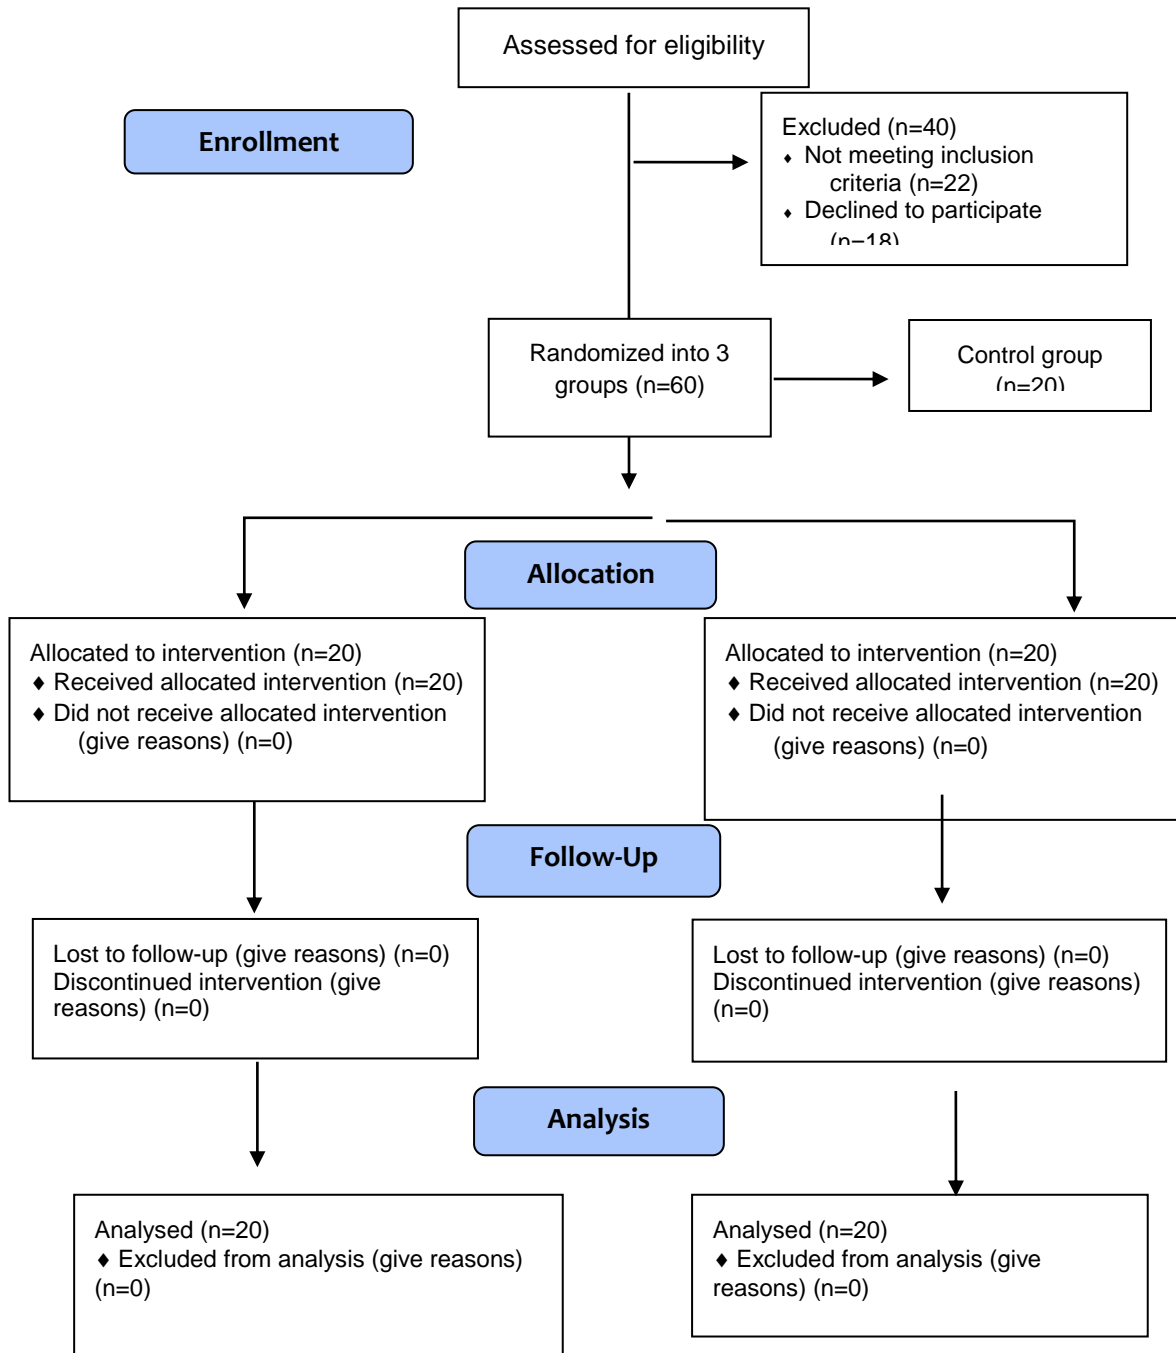 Assessed for eligibility
Enrollment
Excluded (n=40)
♦ Not meeting inclusion
criteria (n=22)
♦ Declined to participate
(n=18)
Randomized into 3
groups (n=60)
Control group
(n=20)
Allocation
Allocated to intervention (n=20)
♦ Received allocated intervention (n=20)
♦ Did not receive allocated intervention
(give reasons) (n=0)
Allocated to intervention (n=20)
♦ Received allocated intervention (n=20)
♦ Did not receive allocated intervention
(give reasons) (n=0)
Follow-Up
Lost to follow-up (give reasons) (n=0)
Discontinued intervention (give
reasons) (n=0)
Lost to follow-up (give reasons) (n=0)
Discontinued intervention (give reasons)
(n=0)
Analysis
Analysed (n=20)
♦ Excluded from analysis (give reasons)
(n=0)
Analysed (n=20)
♦ Excluded from analysis (give
reasons) (n=0)